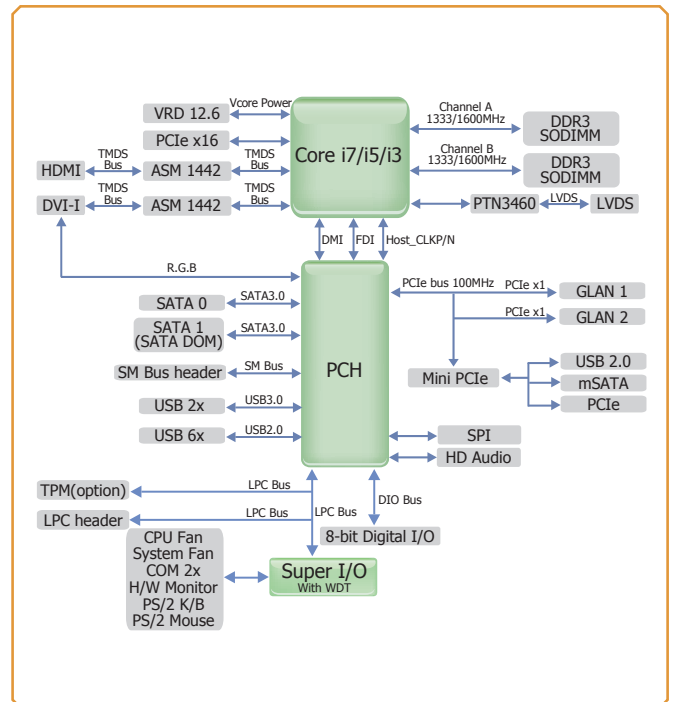 VRD 12.6
Vcore Power
PCIe x16
HDMI
TMDS
Bus
ASM 1442
TMDS
Bus
DVI-I
TMDS
Bus
ASM 1442
TMDS
Bus
Core i7/i5/i3
Channel A
1333/1600MHz
DDR3
SODIMM
Channel B
1333/1600MHz
DDR3
SODIMM
PTN3460
LVDS
LVDS
DMI
FDI
Host_CLKP/N
R.G.B
SATA 0
SATA3.0
SATA 1
(SATA DOM)
SATA3.0
SM Bus header
SM Bus
USB 2x
USB3.0
USB 6x
USB2.0
PCH
PCIe bus 100MHz
PCIe x1
GLAN 1
PCIe x1
GLAN 2
Mini PCIe
USB 2.0
mSATA
PCIe
SPI
HD Audio
TPM(option)
LPC Bus
LPC header
LPC Bus
LPC Bus
DIO Bus
8-bit Digital I/O
CPU Fan
System Fan
COM 2x
H/W Monitor
PS/2 K/B
PS/2 Mouse
Super I/O
With WDT